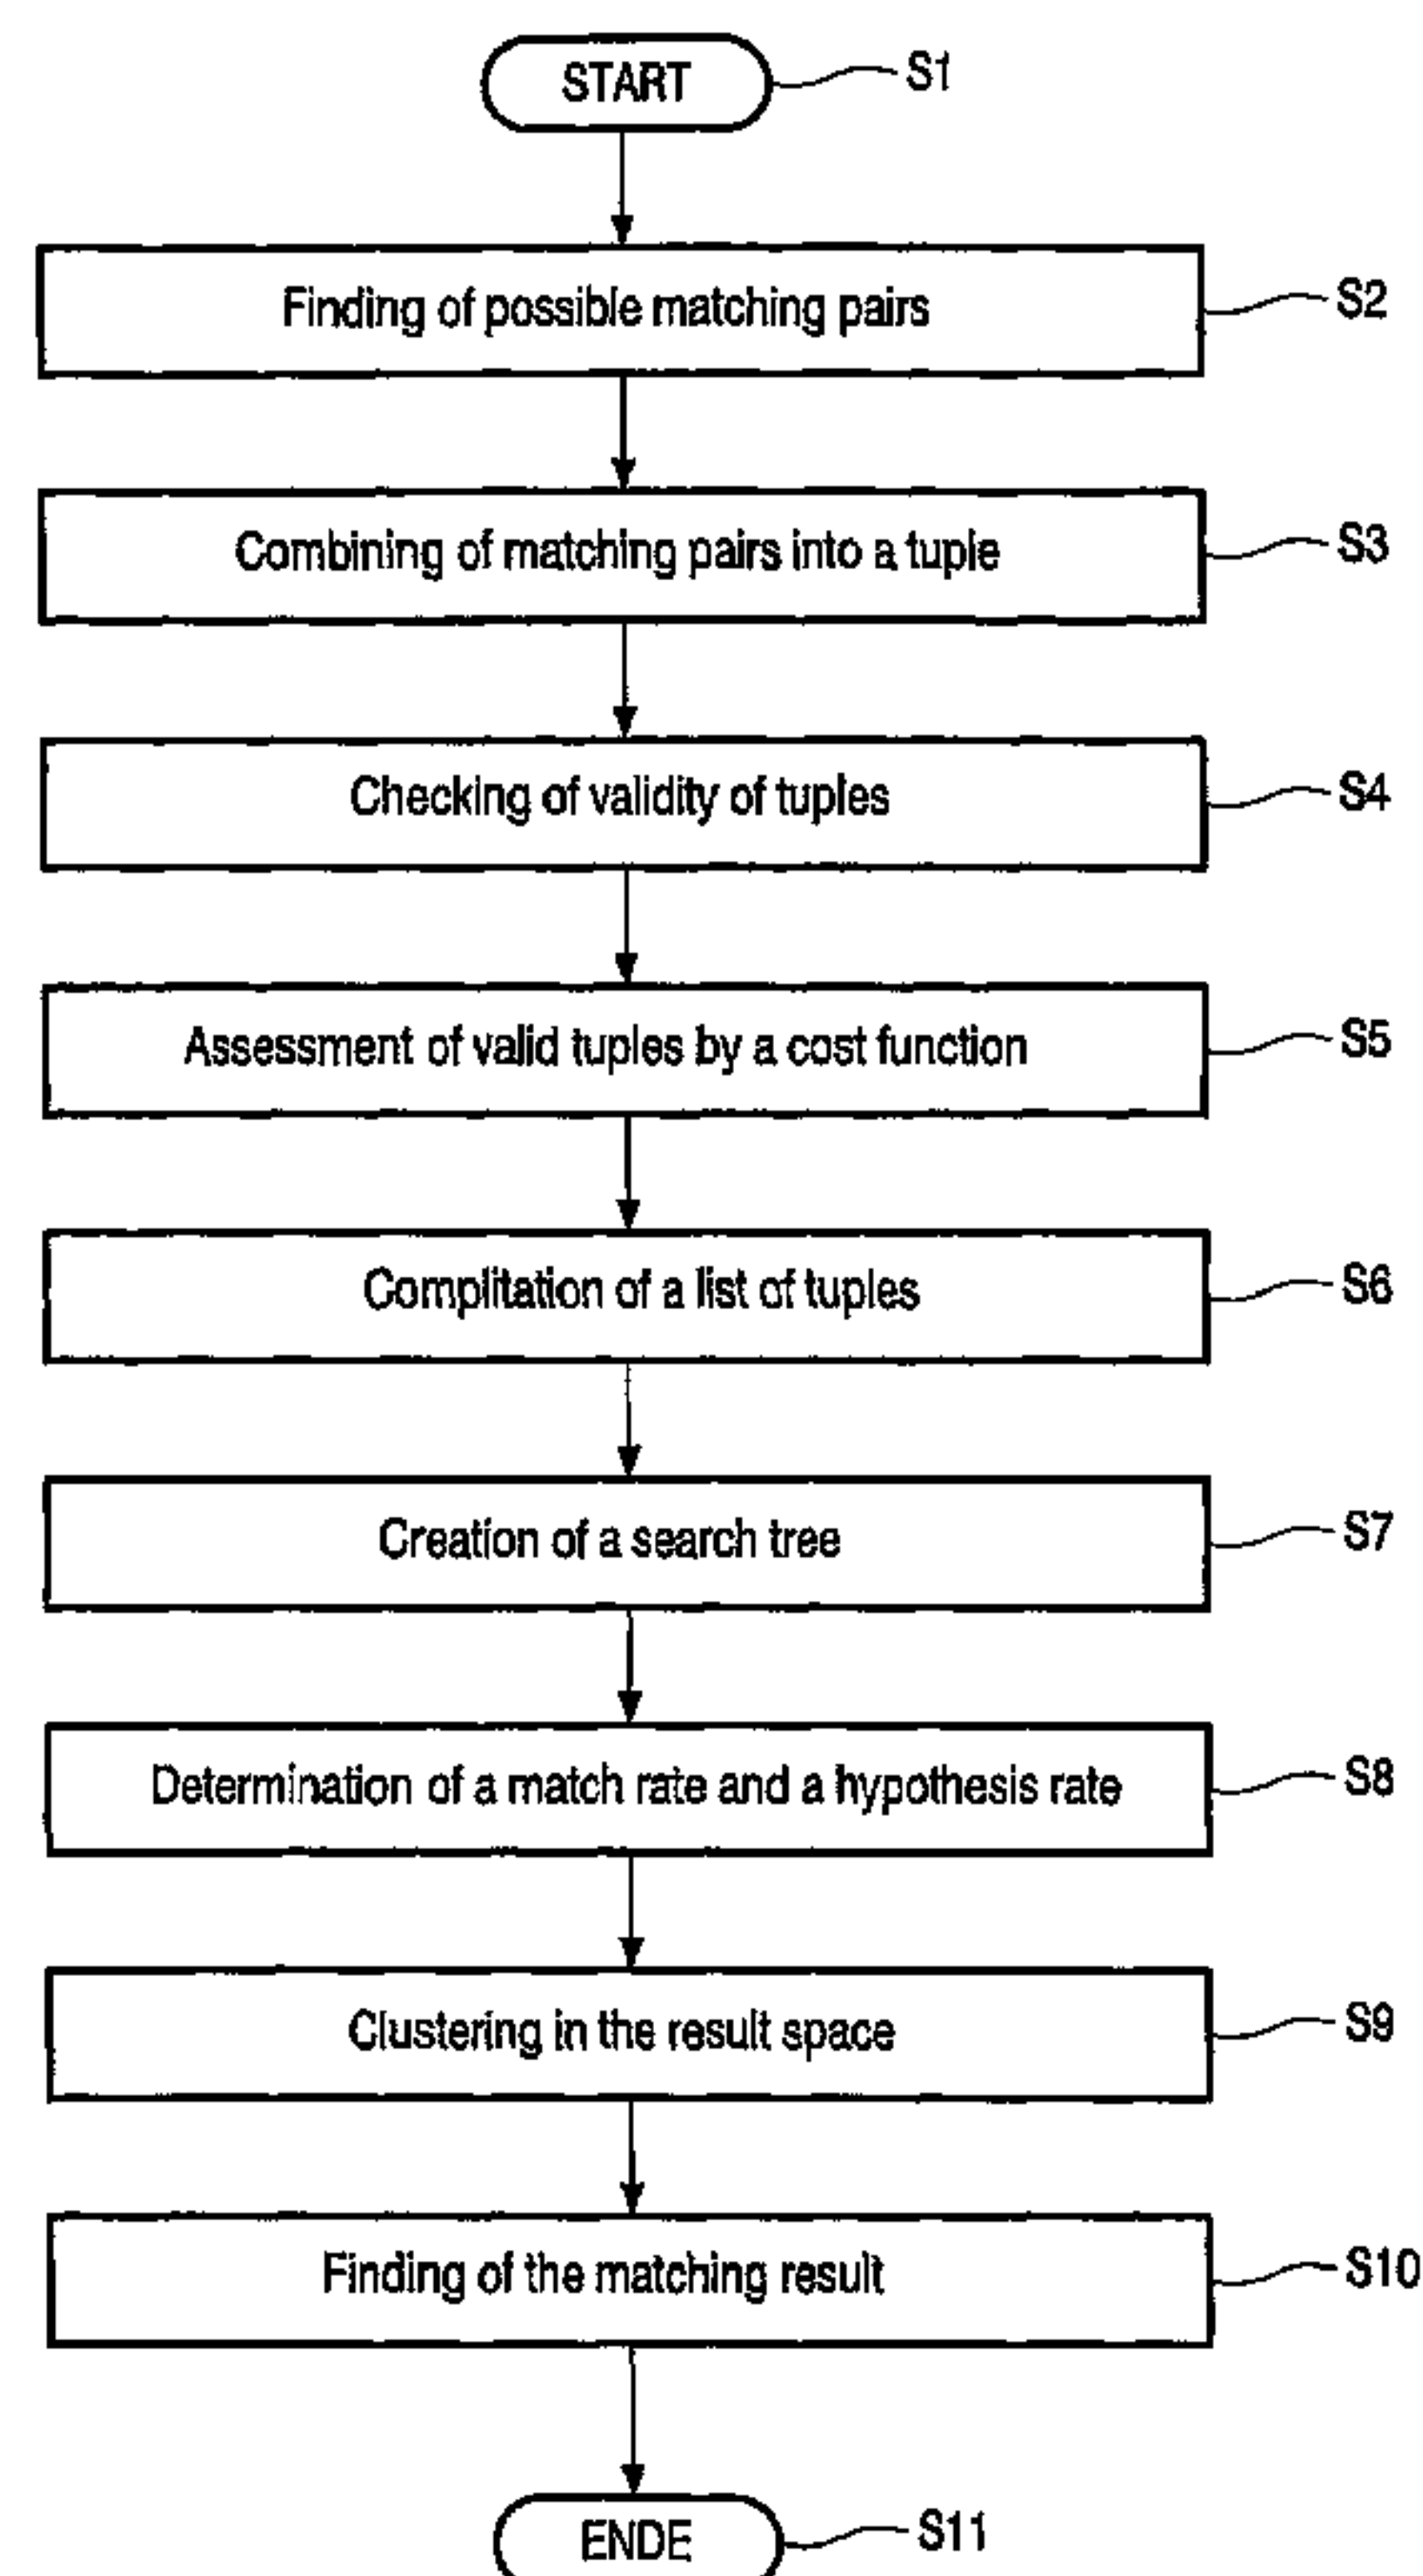 START
S1
Finding of possible matching pairs
S2
Combining of matching pairs into a tuple
S3
Checking of validity of tuples
S4
Assessment of valid tuples by a cost function
S5
Complitation of a list of tuples
S6
Creation of a search tree
S7
Determination of a match rate and a hypothesis rate
S8
Clustering in the result space
S9
Finding of the matching result
S10
ENDE
S11